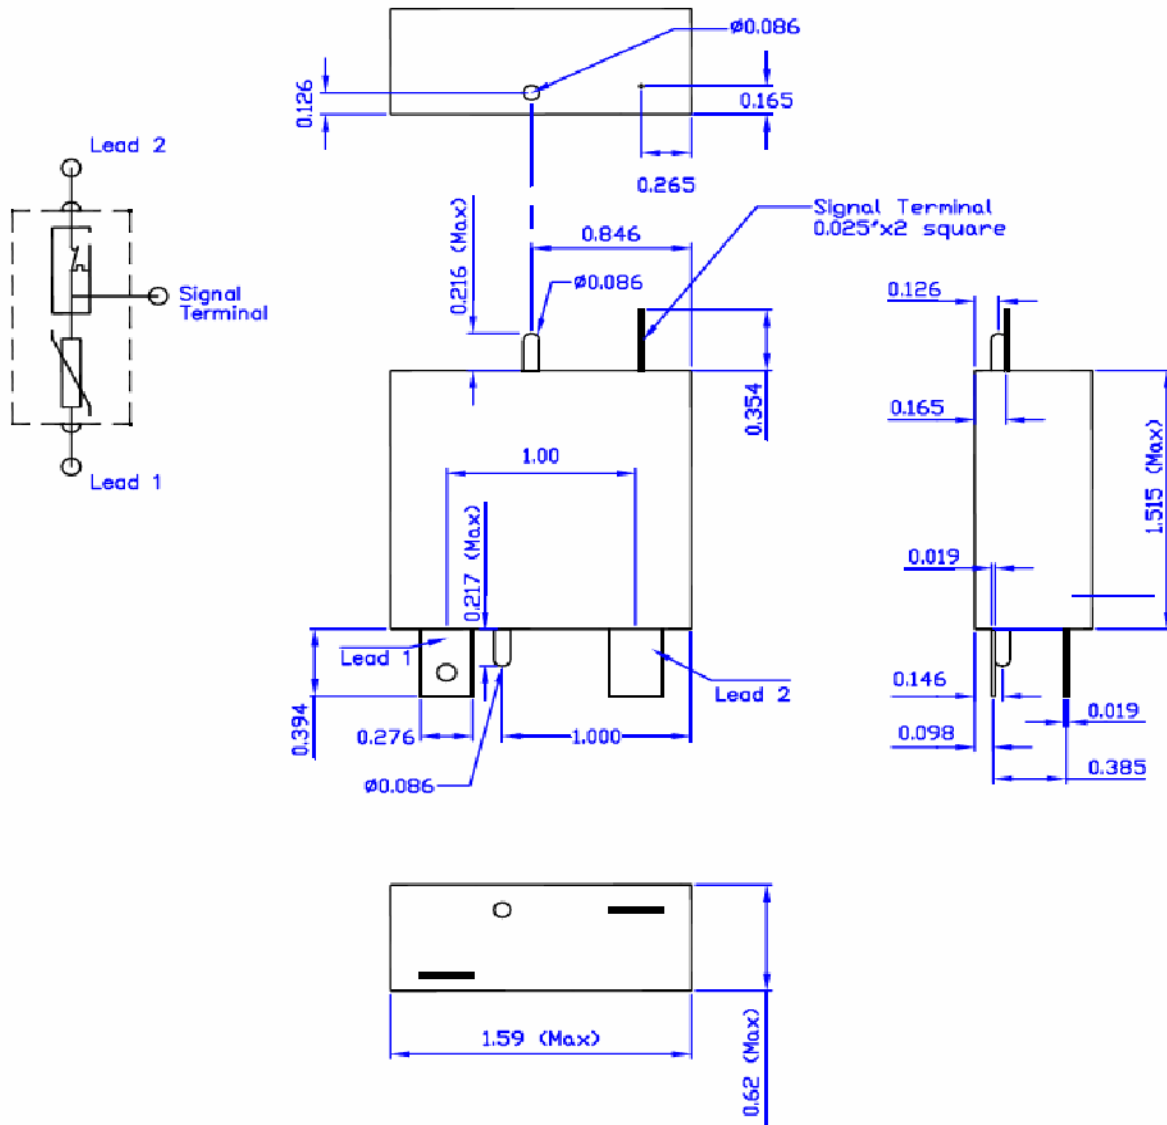 ø0.086
0.126
0.165
0.265
Lead 2
Signal
Terminal
Lead 1
0.216 (Max)
0.846
Signal Terminal
0.025"x2 square
ø0.086
0.354
1.00
0.217 (Max)
Lead 1
Lead 2
0.394
0.276
1.000
ø0.086
0.126
0.165
1.515 (Max)
0.019
0.146
0.098
0.019
0.385
1.59 (Max)
0.62 (Max)